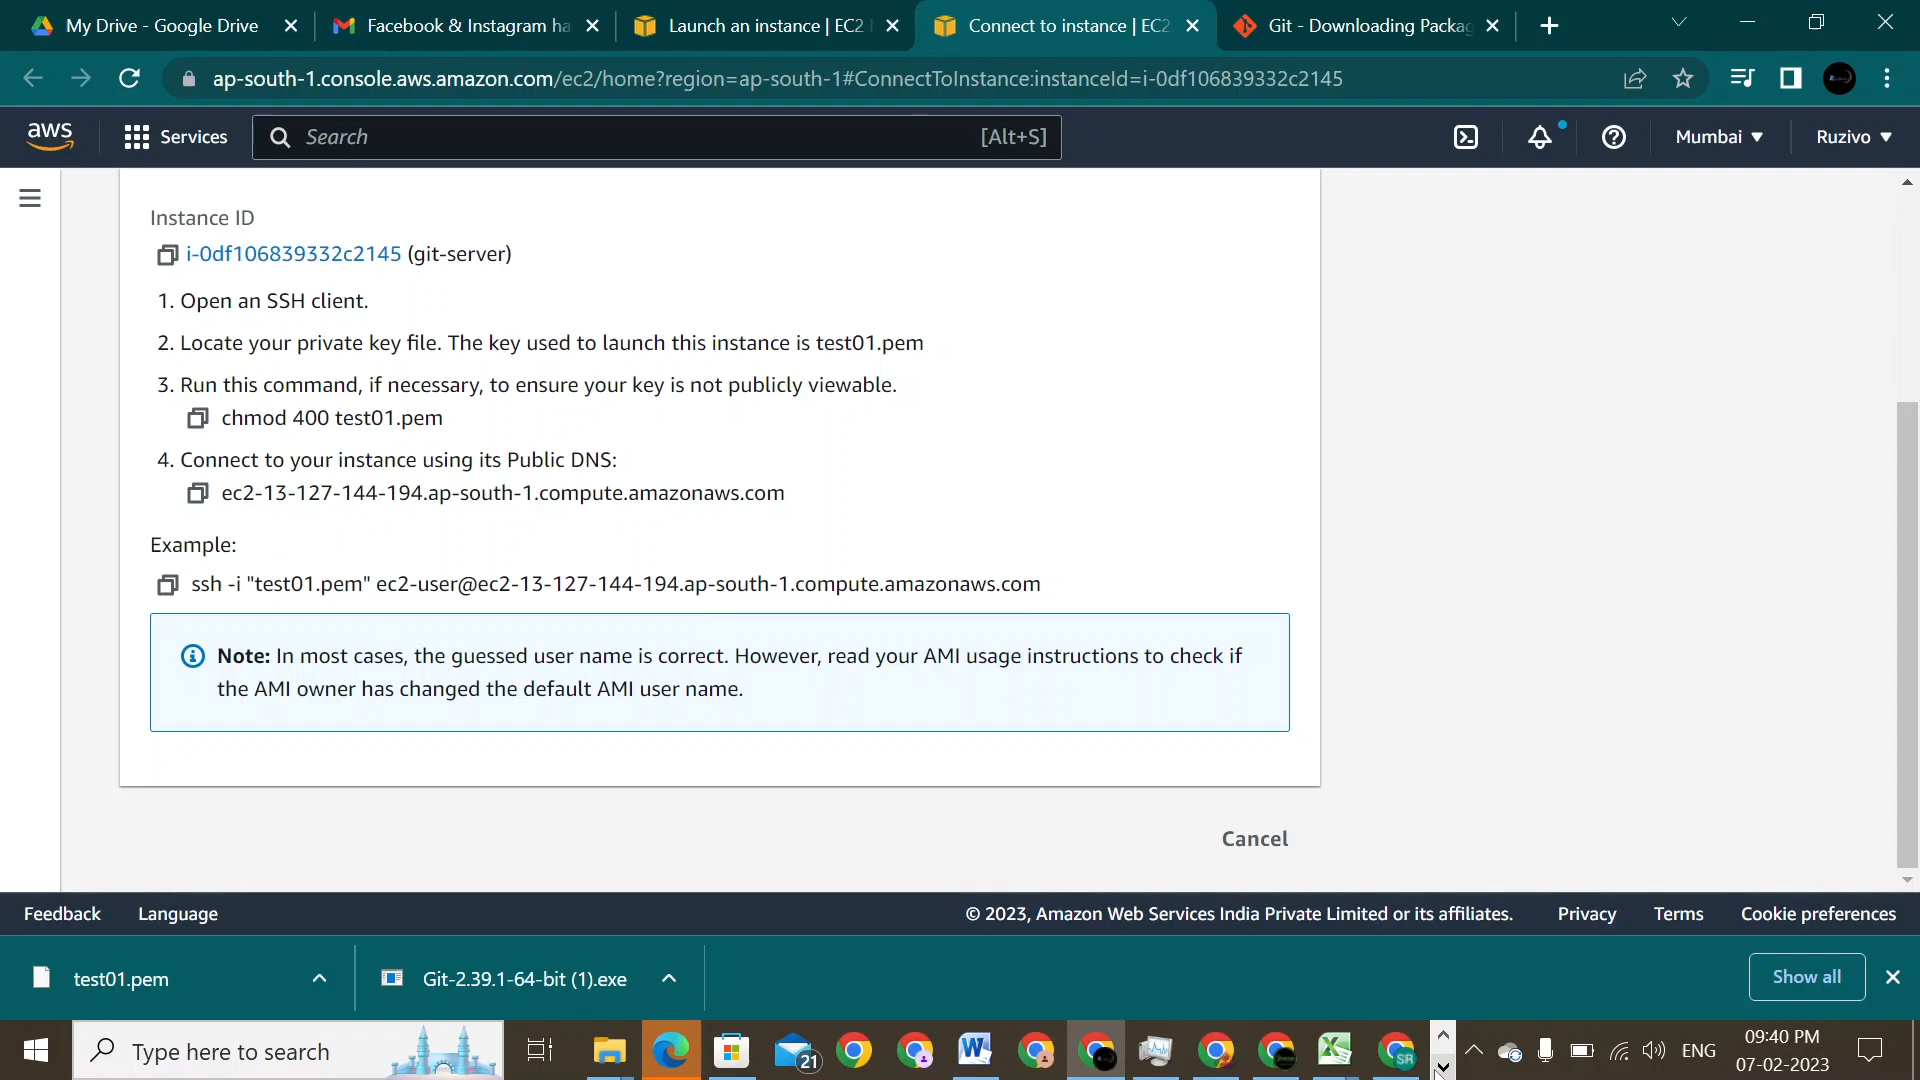 My Drive - Google Drive
Facebook & Instagram ha
Launch an instance | EC2
Connect to instance | EC2
Git - Downloading Packag
ap-south-1.console.aws.amazon.com/ec2/home?region=ap-south-1#ConnectToInstance:instanceId=i-0df106839332c2145
aws
Services
Search
[Alt+S]
Mumbai
Ruzivo
Instance ID
i-0df106839332c2145 (git-server)
1. Open an SSH client.
2. Locate your private key file. The key used to launch this instance is test01.pem
3. Run this command, if necessary, to ensure your key is not publicly viewable.
chmod 400 test01.pem
4. Connect to your instance using its Public DNS:
ec2-13-127-144-194.ap-south-1.compute.amazonaws.com
Example:
ssh -i "test01.pem" ec2-user@ec2-13-127-144-194.ap-south-1.compute.amazonaws.com
Note: In most cases, the guessed user name is correct. However, read your AMI usage instructions to check if
the AMI owner has changed the default AMI user name.
Cancel
Feedback
Language
© 2023, Amazon Web Services India Private Limited or its affiliates.
Privacy
Terms
Cookie preferences
test01.pem
Git-2.39.1-64-bit (1).exe
Show all
Type here to search
21
SR
ENG
09:40 PM
07-02-2023